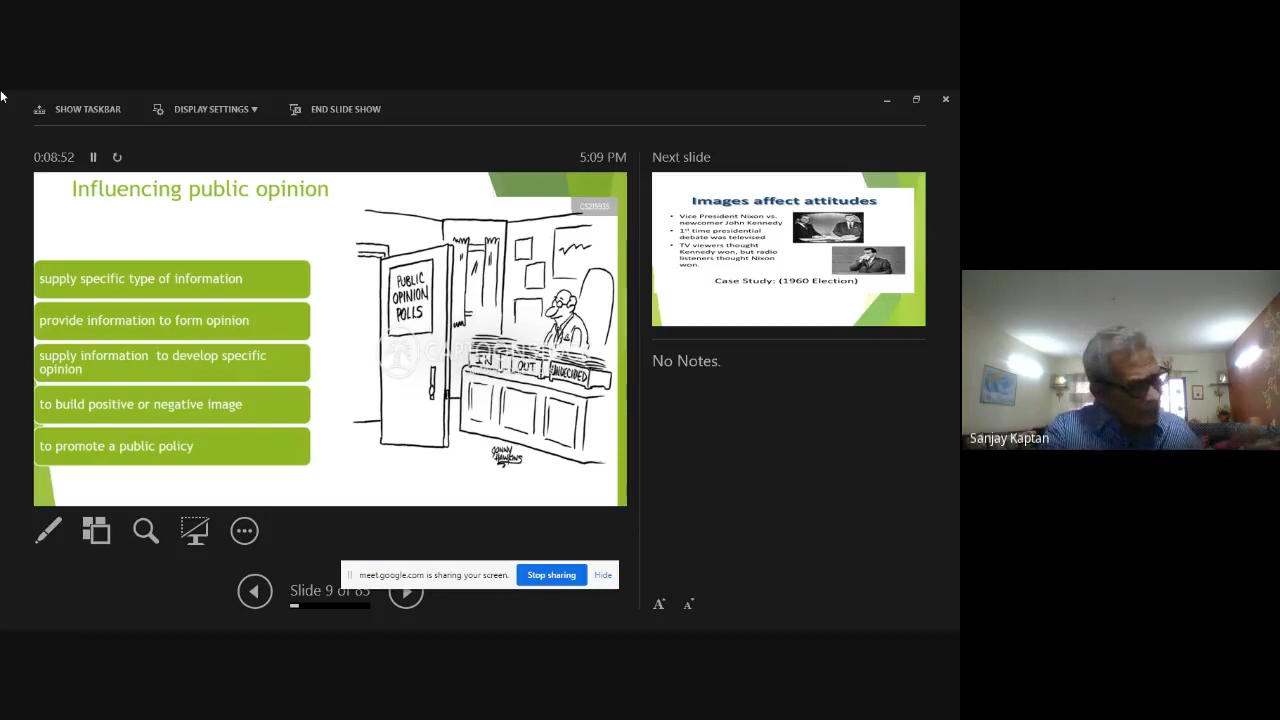 SHOW TASKBAR
DISPLAY SETTINGS ▼
END SLIDE SHOW
0:08:52
5:09 PM
Next slide
Influencing public opinion
CS215935
supply specific type of information
provide information to form opinion
supply information to develop specific
opinion
to build positive or negative image
to promote a public policy
PUBLIC
OPINION
POLLS
IN
OUT
UNDECIDED
JONNY
HAWKINS
Images affect attitudes
• Vice President Nixon vs.
newcomer John Kennedy
• 1st time presidential
debate was televised
• TV viewers thought
Kennedy won, but radio
listeners thought Nixon
won.
Case Study: (1960 Election)
No Notes.
Sanjay Kaptan
meet.google.com is sharing your screen.
Stop sharing
Hide
Slide 9 of 85
A
A